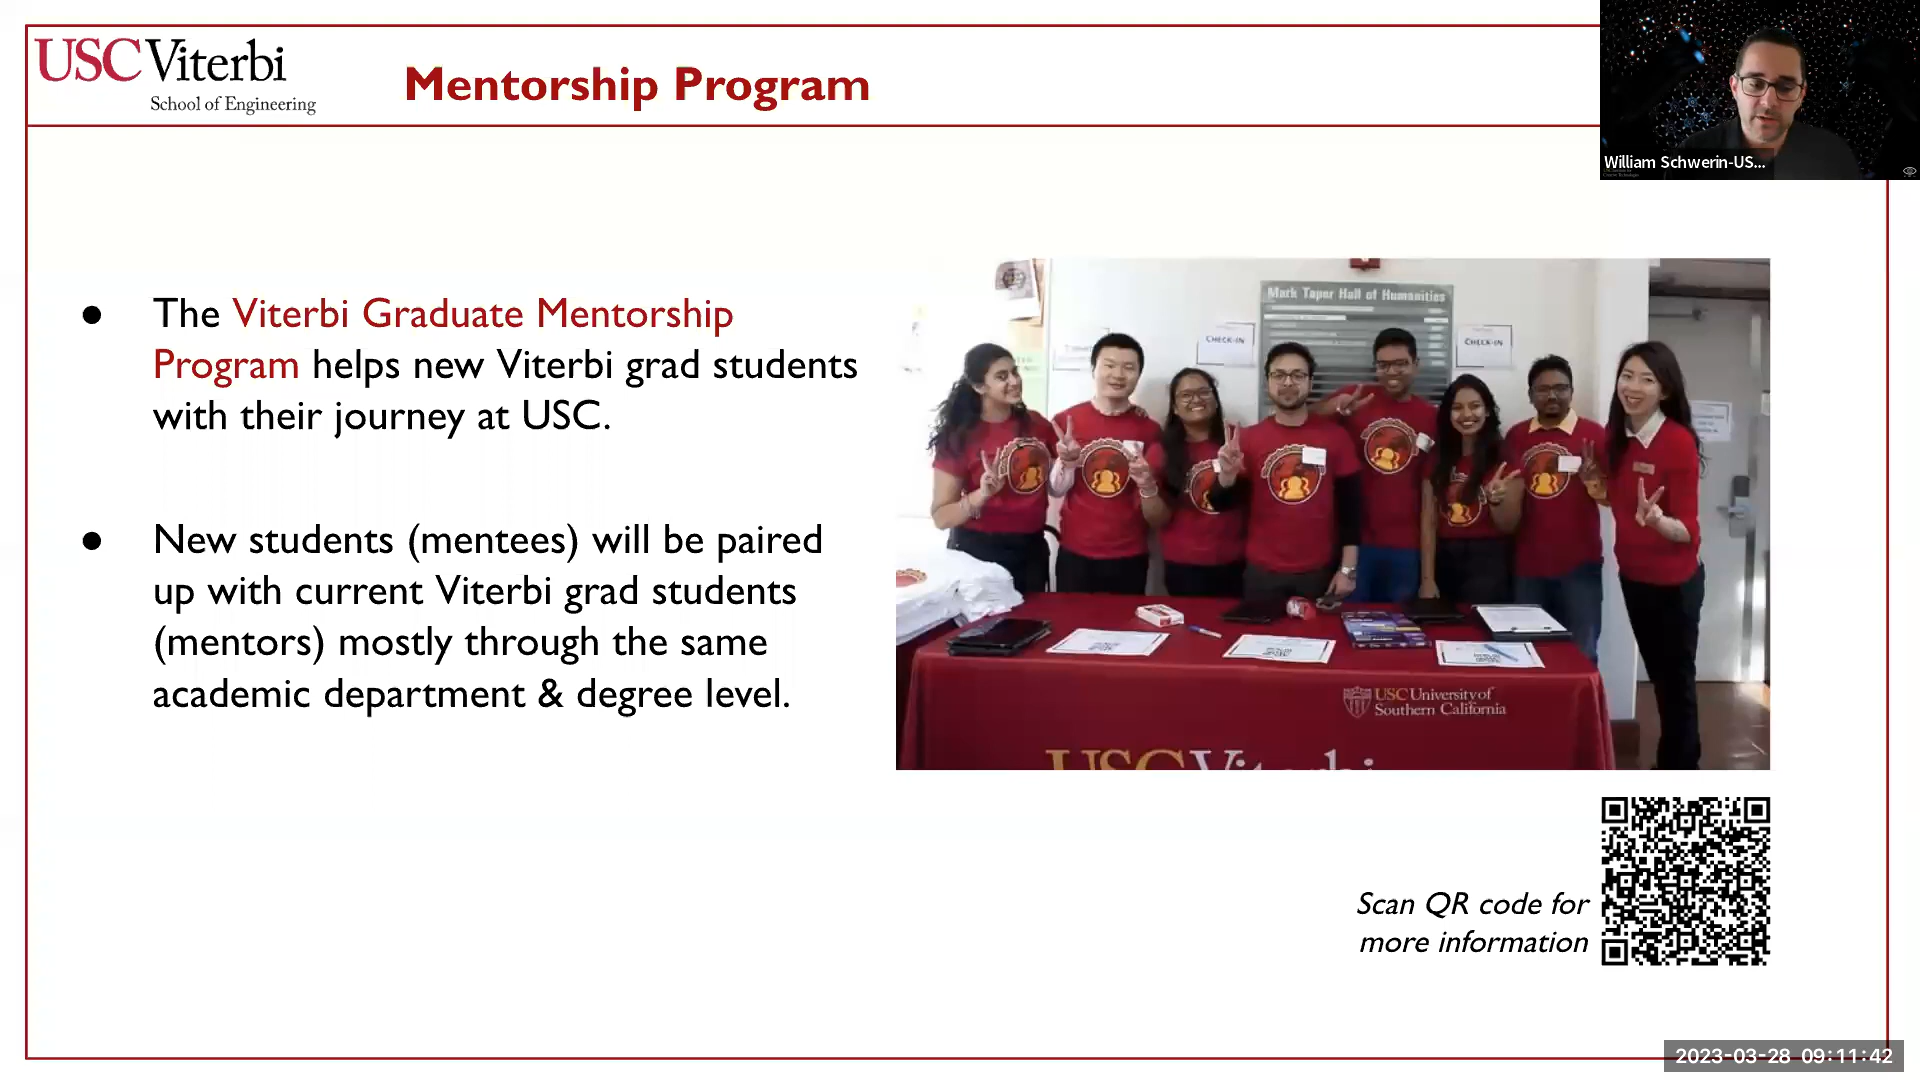 USC Viterbi
School of Engineering
Mentorship Program
William Schwerin-US...
● The Viterbi Graduate Mentorship
Program helps new Viterbi grad students
with their journey at USC.
● New students (mentees) will be paired
up with current Viterbi grad students
(mentors) mostly through the same
academic department & degree level.
Mark Taper Hall of Humanities
CHECK-IN
CHECK-IN
USC University of
Southern California
USC Viterbi
Scan QR code for
more information
2023-03-28 09:11:42